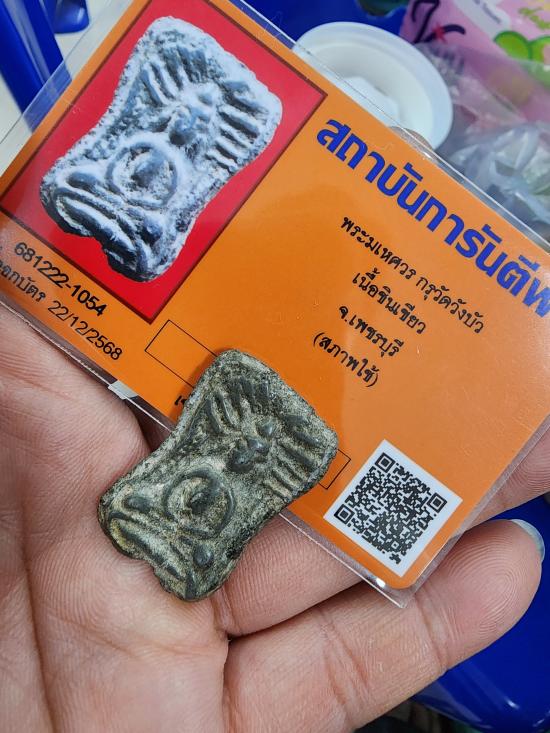 สถาบันการันตีพ
พระมเหศวร กรุวัดวังบัว
เนื้อชินเขียว
จ.เพชรบุรี
(สภาพใช้)
681222-1054
ออกบัตร 22/12/2568